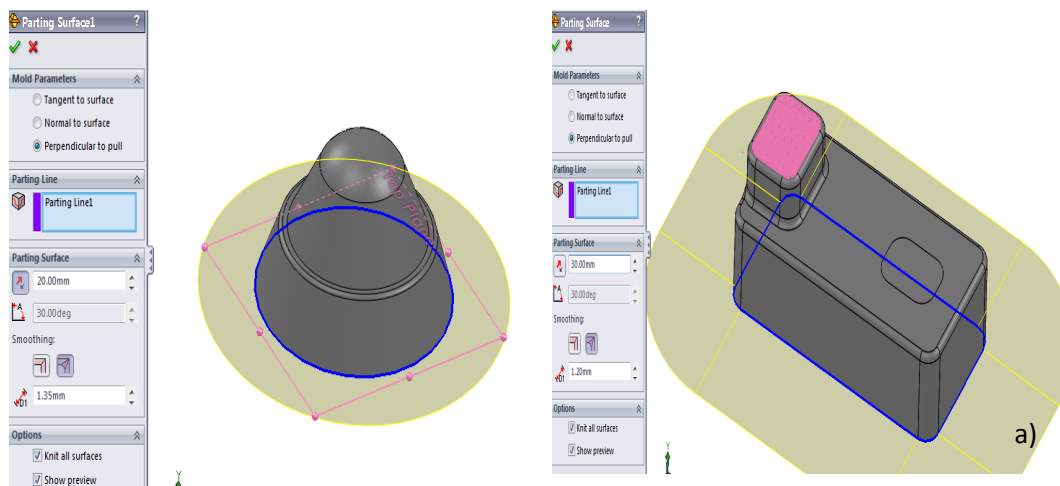 Parting Surface1 ?
Mold Parameters
Tangent to surface
Normal to surface
Perpendicular to pull
Parting Line
Parting Line1
Parting Surface
20.00mm
30.00deg
Smoothing:
1.35mm
Options
Knit all surfaces
Show preview
Top Plane
Y
Parting Surface ?
Mold Parameters
Tangent to surface
Normal to surface
Perpendicular to pull
Parting Line
Parting Line1
Parting Surface
30.00mm
30.00deg
Smoothing:
1.20mm
Options
Knit all surfaces
Show preview
Y
a)